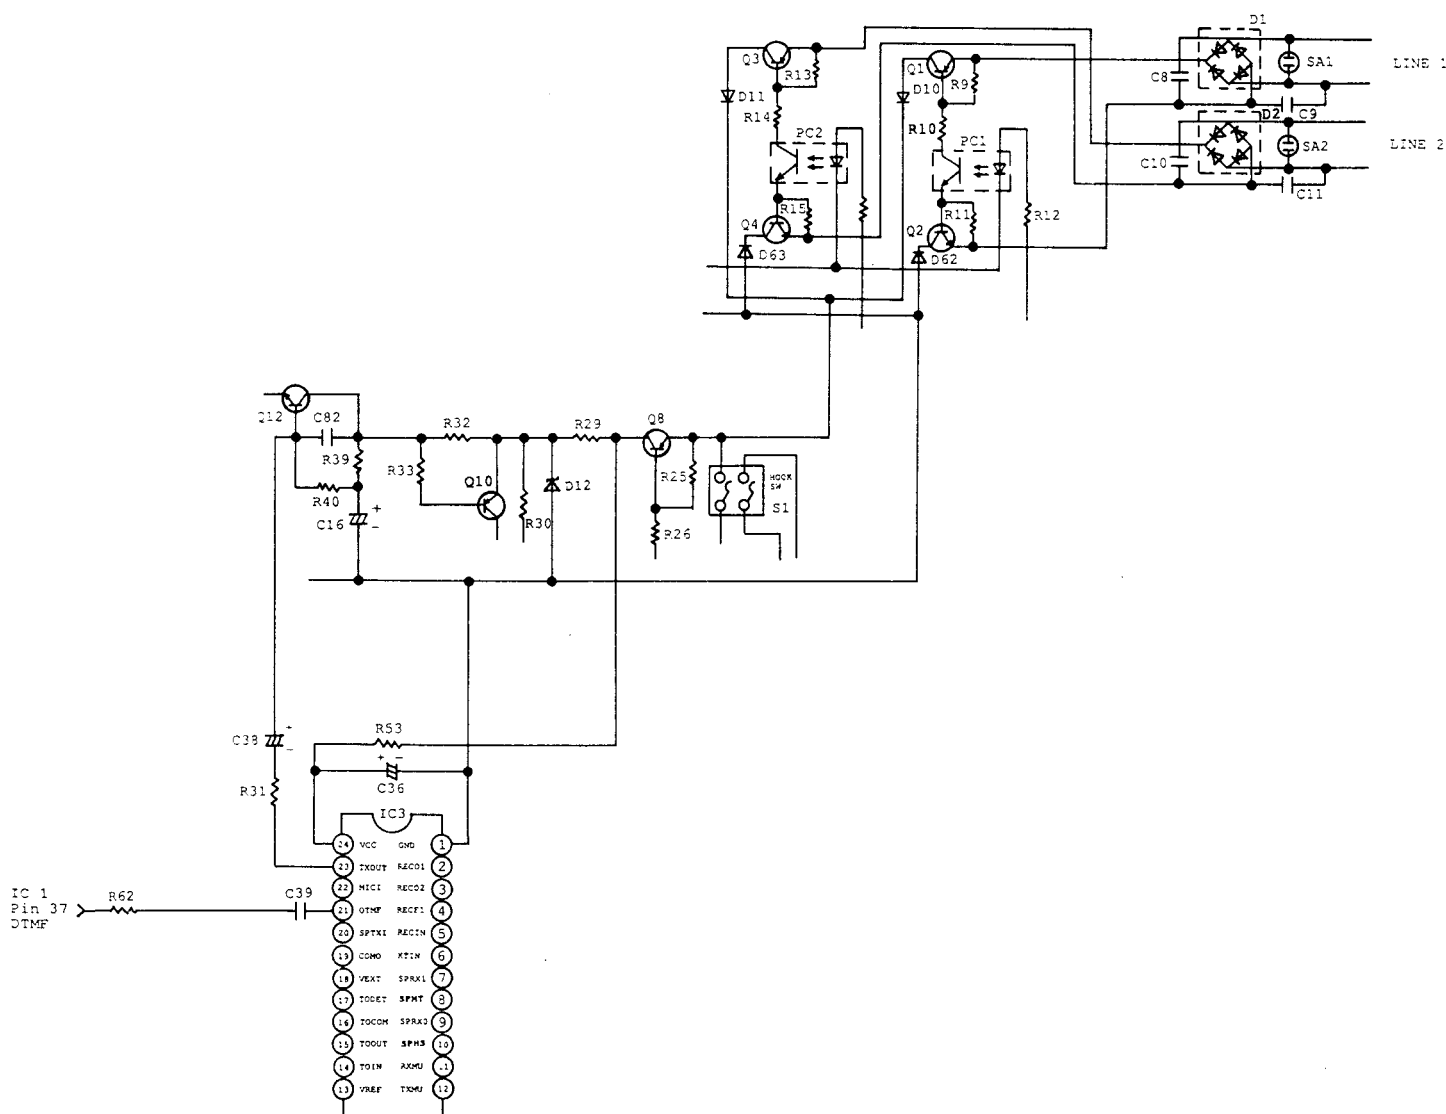 D1
Q3
R13
Q1
R9
C8
SA1
LINE 1
D11
D10
R14
R10
C9
D2
PC2
PC1
C10
SA2
LINE 2
C11
R15
R11
R12
Q4
Q2
D63
D62
Q12
C82
R32
R29
Q8
R39
R33
R25
HOOK
SW
R40
Q10
D12
S1
C16
+
-
R30
R26
C38
+
-
R53
+ -
C36
R31
IC3
24 VCC GND 1
23 TXOUT RECO1 2
22 MICI RECO2 3
21 DTMF RECF1 4
20 SPTXI RECIN 5
19 COMO KTIN 6
18 VEXT SPRXI 7
17 TODET SPMT 8
16 TOCOM SPRXO 9
15 TOOUT SPHS 10
14 TOIN RXMU 11
13 VREF TXMU 12
IC 1
Pin 37
DTMF
R62
C39